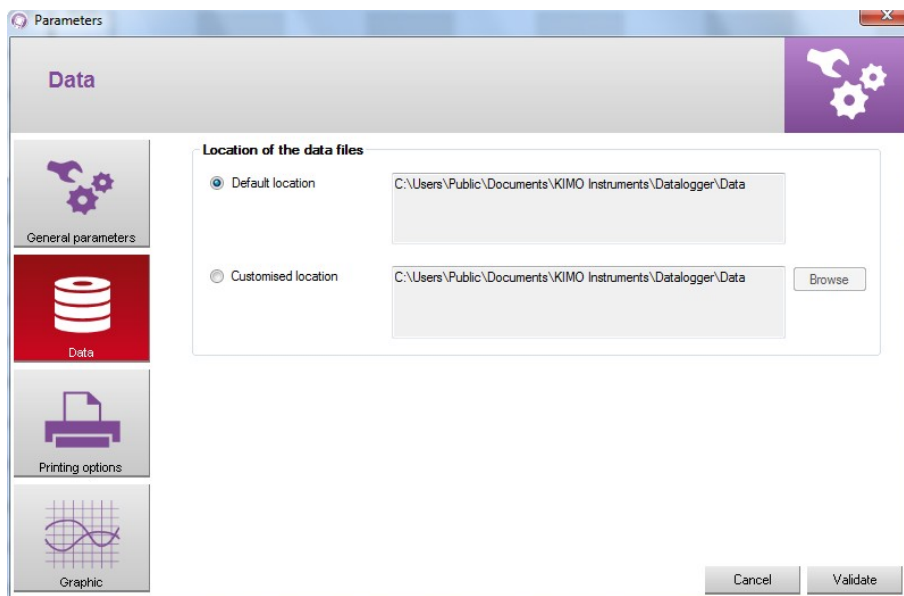 Parameters
Data
General parameters
Data
Printing options
Graphic
Location of the data files
Default location
C:\Users\Public\Documents\KIMO Instruments\Datalogger\Data
Customised location
C:\Users\Public\Documents\KIMO Instruments\Datalogger\Data
Browse
Cancel
Validate